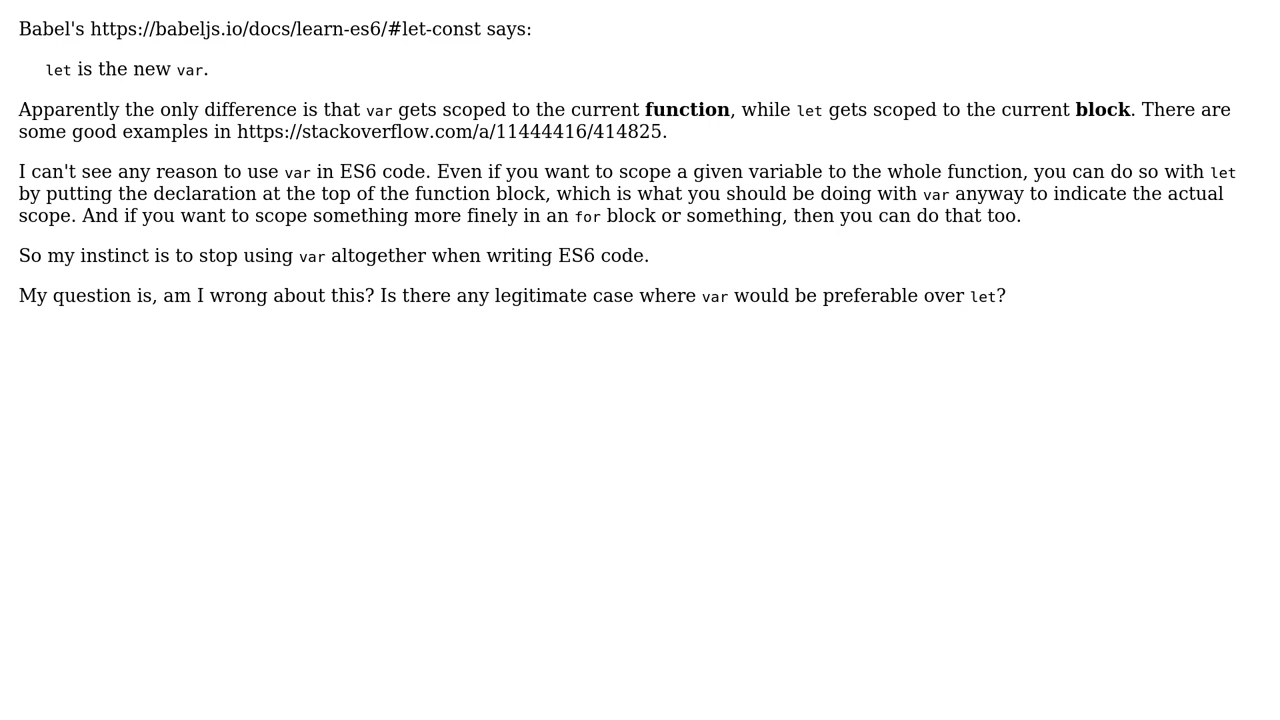 Babel's https://babeljs.io/docs/learn-es6/#let-const says:
let is the new var.
Apparently the only difference is that var gets scoped to the current function, while let gets scoped to the current block. There are
some good examples in https://stackoverflow.com/a/11444416/414825.
I can't see any reason to use var in ES6 code. Even if you want to scope a given variable to the whole function, you can do so with let
by putting the declaration at the top of the function block, which is what you should be doing with var anyway to indicate the actual
scope. And if you want to scope something more finely in an for block or something, then you can do that too.
So my instinct is to stop using var altogether when writing ES6 code.
My question is, am I wrong about this? Is there any legitimate case where var would be preferable over let?